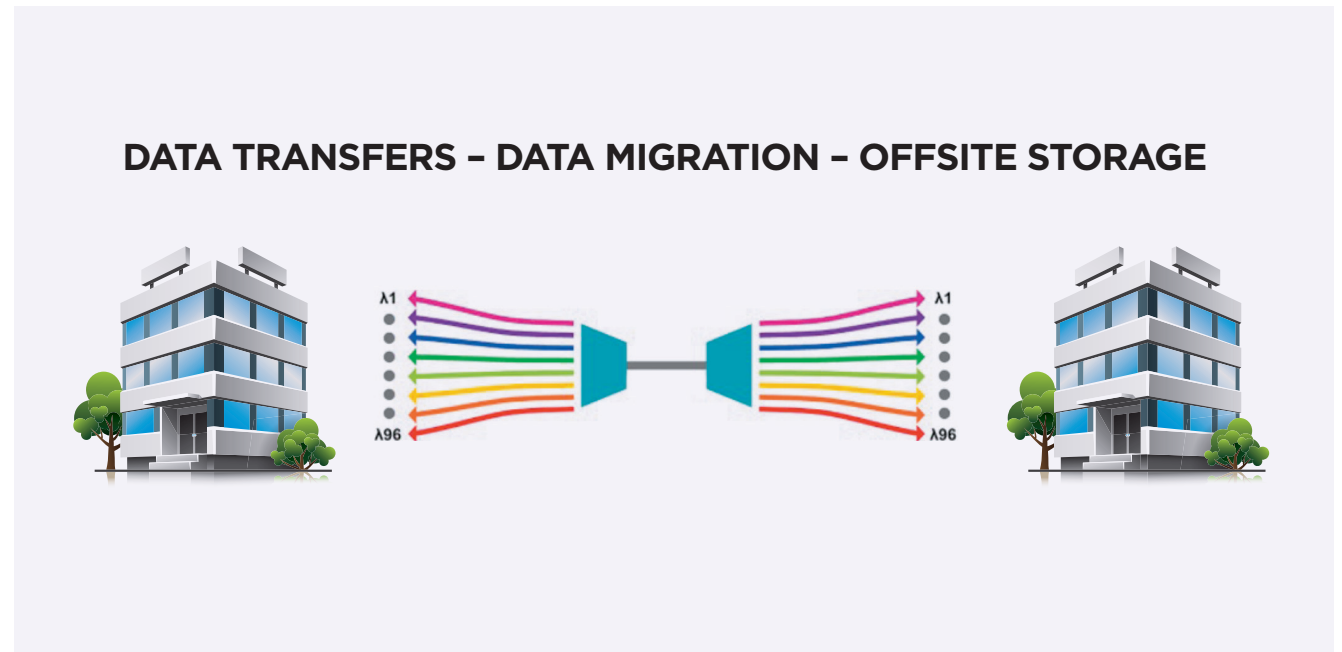 DATA TRANSFERS – DATA MIGRATION – OFFSITE STORAGE
λ1
λ96
λ1
λ96